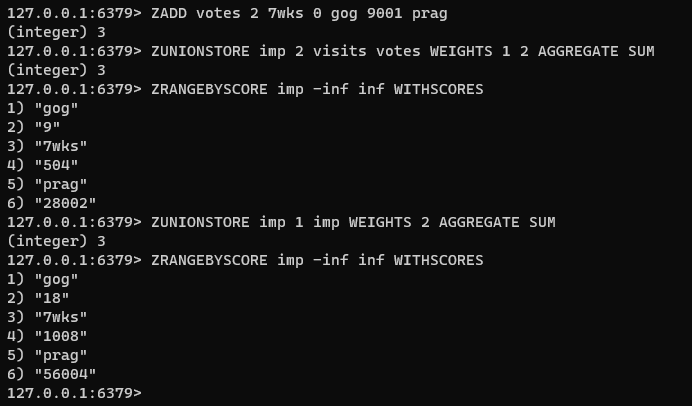 127.0.0.1:6379> ZADD votes 2 7wks 0 gog 9001 prag
(integer) 3
127.0.0.1:6379> ZUNIONSTORE imp 2 visits votes WEIGHTS 1 2 AGGREGATE SUM
(integer) 3
127.0.0.1:6379> ZRANGEBYSCORE imp -inf inf WITHSCORES
1) "gog"
2) "9"
3) "7wks"
4) "504"
5) "prag"
6) "28002"
127.0.0.1:6379> ZUNIONSTORE imp 1 imp WEIGHTS 2 AGGREGATE SUM
(integer) 3
127.0.0.1:6379> ZRANGEBYSCORE imp -inf inf WITHSCORES
1) "gog"
2) "18"
3) "7wks"
4) "1008"
5) "prag"
6) "56004"
127.0.0.1:6379>